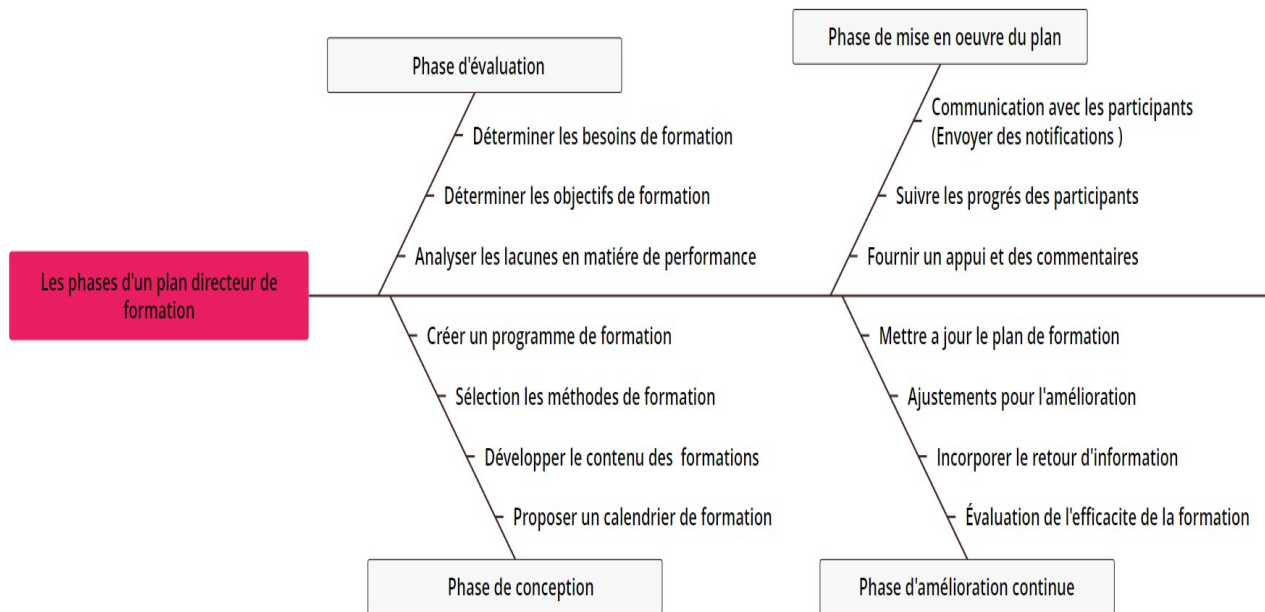 Phase d'évaluation
Déterminer les besoins de formation
Déterminer les objectifs de formation
Analyser les lacunes en matiére de performance
Phase de mise en oeuvre du plan
Communication avec les participants
(Envoyer des notifications )
Suivre les progrés des participants
Fournir un appui et des commentaires
Les phases d'un plan directeur de
formation
Créer un programme de formation
Sélection les méthodes de formation
Développer le contenu des formations
Proposer un calendrier de formation
Phase de conception
Mettre a jour le plan de formation
Ajustements pour l'amélioration
Incorporer le retour d'information
Évaluation de l'efficacite de la formation
Phase d'amélioration continue